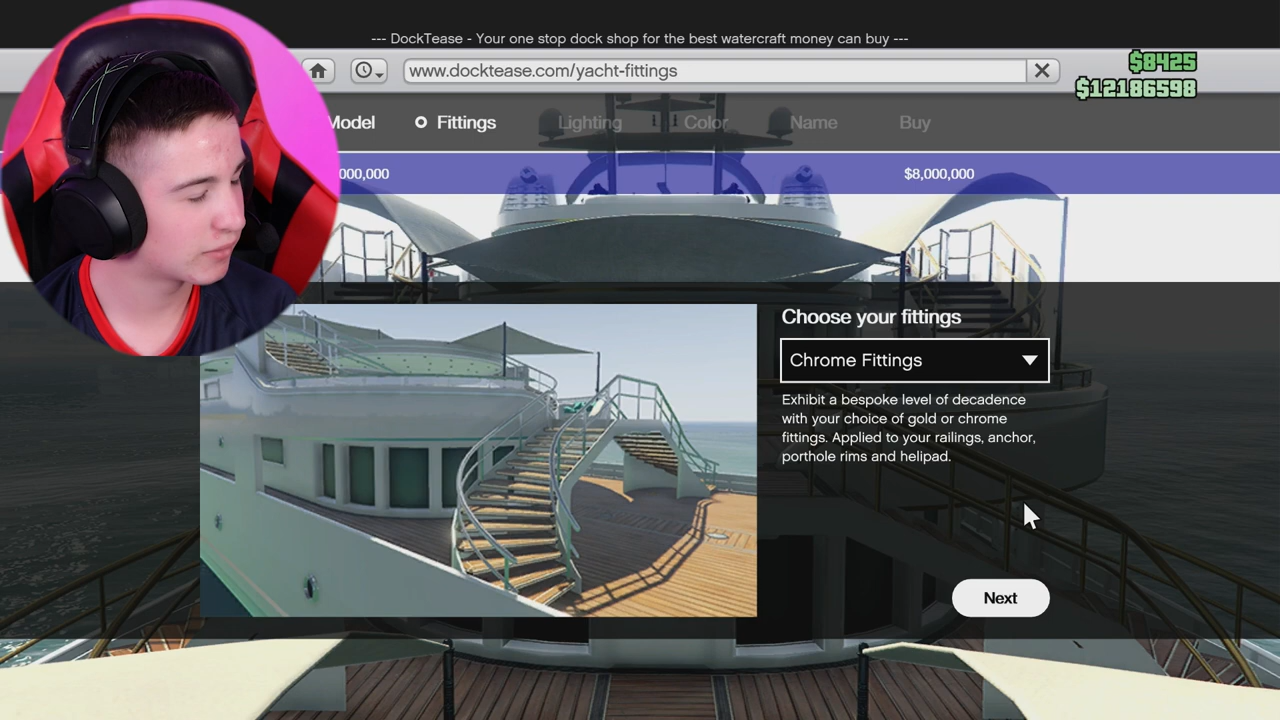 --- DockTease - Your one stop dock shop for the best watercraft money can buy ---
www.docktease.com/yacht-fittings
$8425
$12186598
Model
Fittings
Lighting
Color
Name
Buy
000,000
$8,000,000
Choose your fittings
Chrome Fittings
Exhibit a bespoke level of decadence
with your choice of gold or chrome
fittings. Applied to your railings, anchor,
porthole rims and helipad.
Next